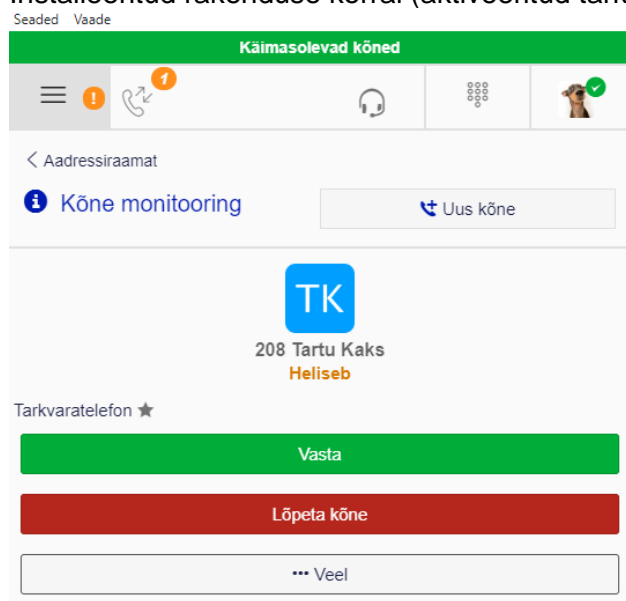 Seaded Vaade
Käimasolevad kõned
! 1
Aadressiraamat
Kõne monitooring
Uus kõne
TK
208 Tartu Kaks
Heliseb
Tarkvaratelefon
Vasta
Lõpeta kõne
Veel